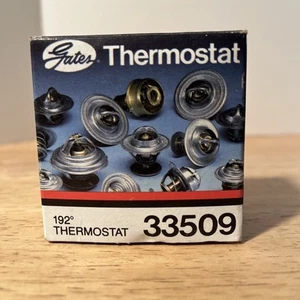 Gates Thermostat
192°
THERMOSTAT 33509